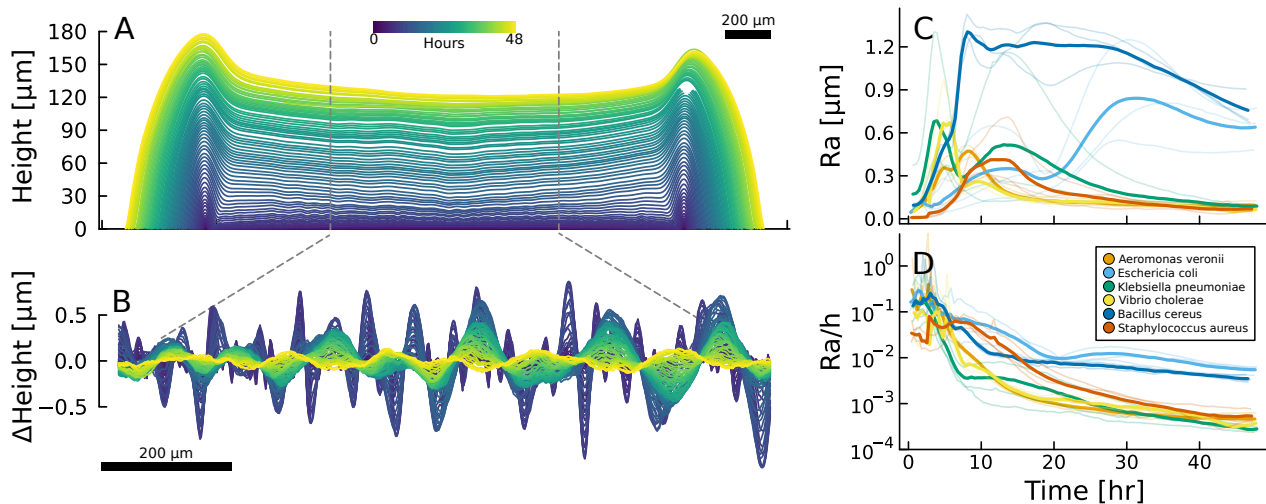 A
Height [µm]
180
150
120
90
60
30
0
0
Hours
48
200 µm
B
ΔHeight [µm]
0.5
0.0
−0.5
200 µm
C
Ra [µm]
1.2
0.9
0.6
0.3
0.0
D
Ra/h
10⁰
10⁻¹
10⁻²
10⁻³
10⁻⁴
Aeromonas veronii
Eschericia coli
Klebsiella pneumoniae
Vibrio cholerae
Bacillus cereus
Staphylococcus aureus
0
10
20
30
40
Time [hr]